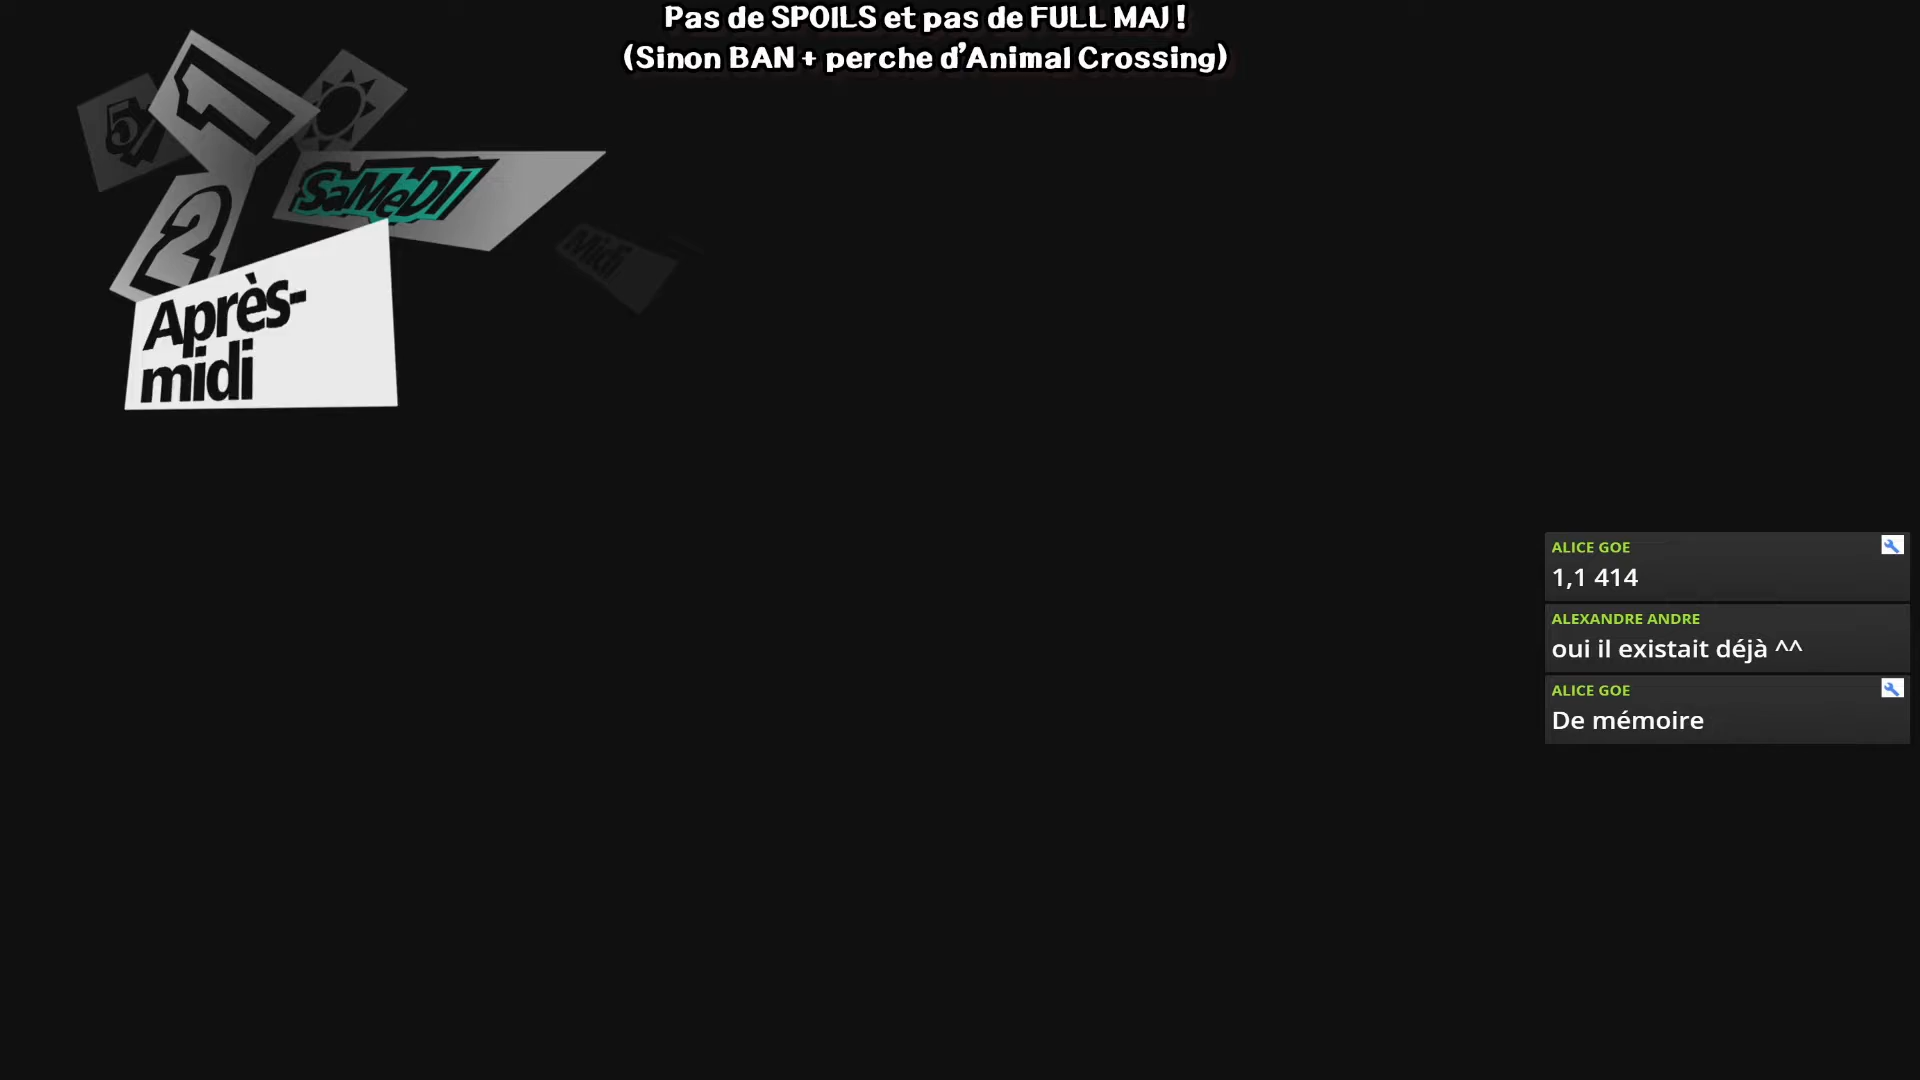 Pas de SPOILS et pas de FULL MAJ !
(Sinon BAN + perche d’Animal Crossing)
5/
1
2
SaMeDI
Midi
Après-
midi
ALICE GOE
1,1 414
ALEXANDRE ANDRE
oui il existait déjà ^^
ALICE GOE
De mémoire